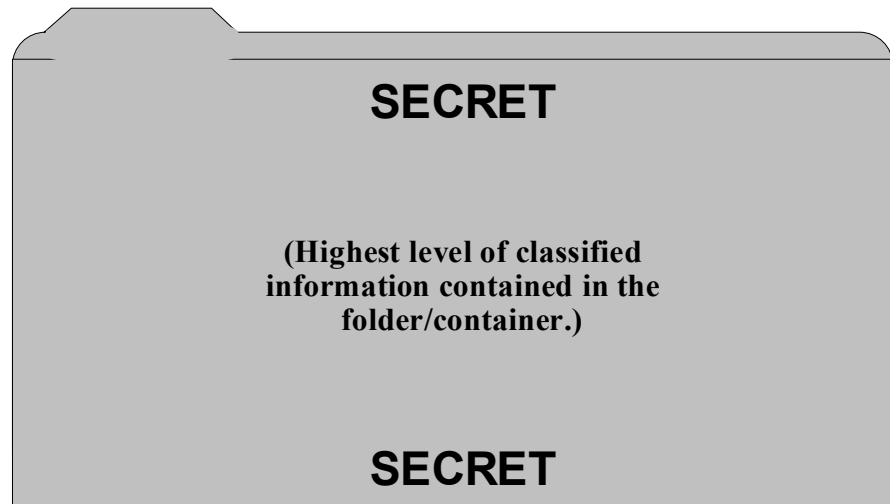 SECRET
(Highest level of classified
information contained in the
folder/container.)
SECRET